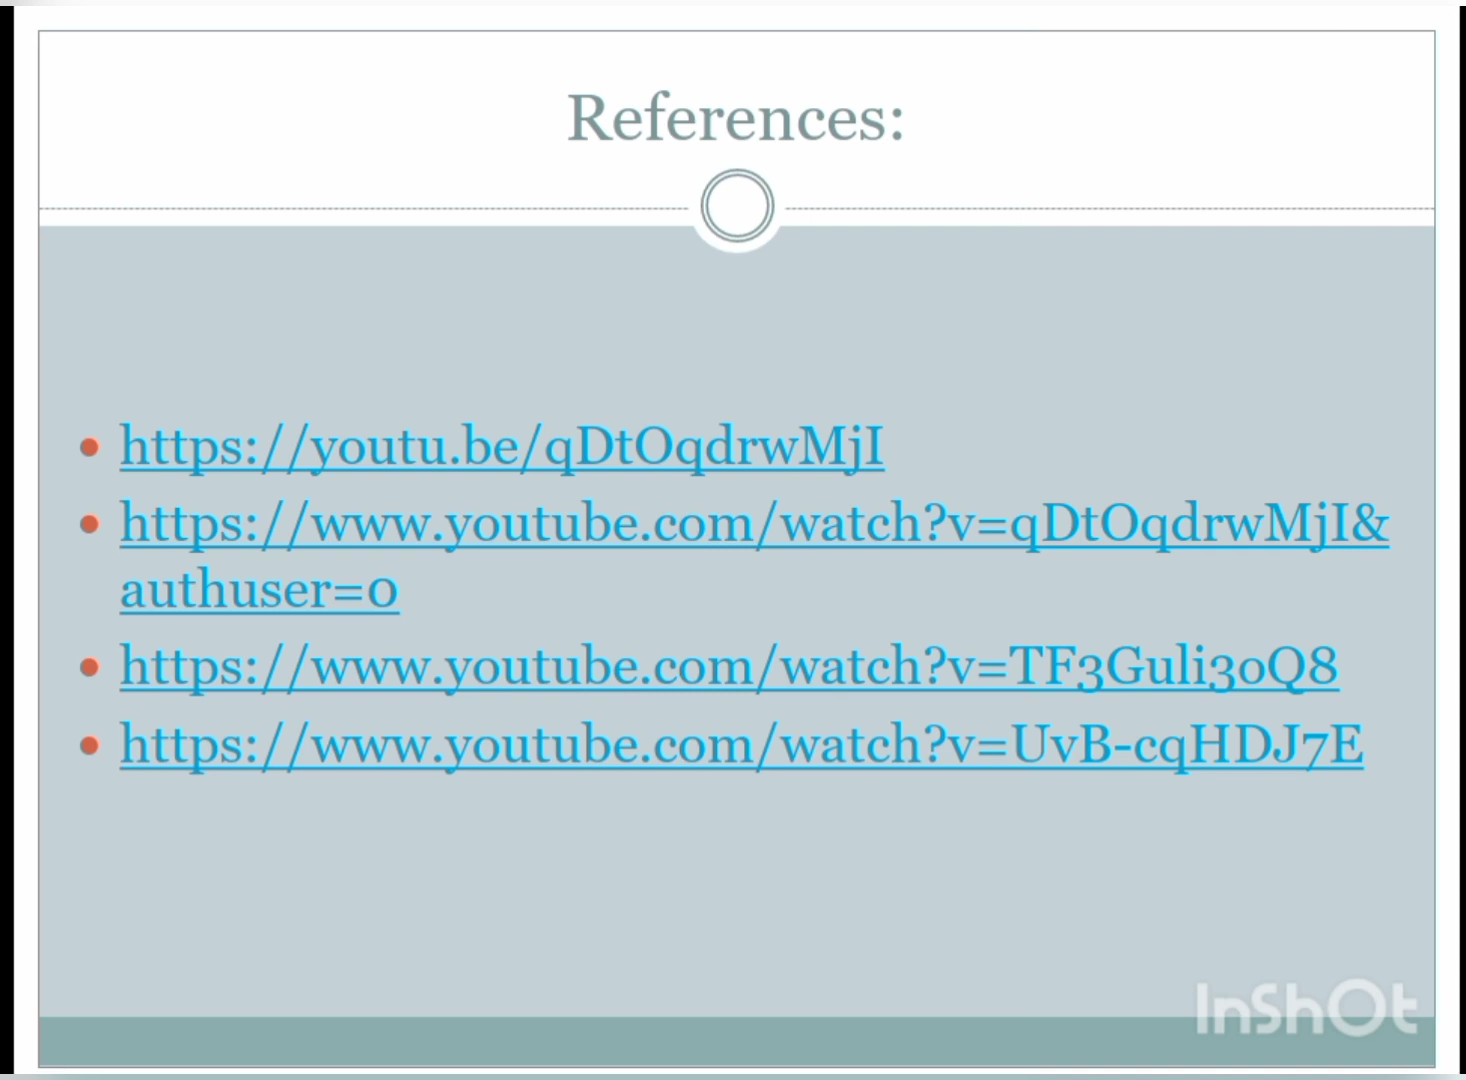 References:
https://youtu.be/qDtOqdrwMjI
https://www.youtube.com/watch?v=qDtOqdrwMjI&
authuser=0
https://www.youtube.com/watch?v=TF3Guli3oQ8
https://www.youtube.com/watch?v=UvB-cqHDJ7E
InShOt